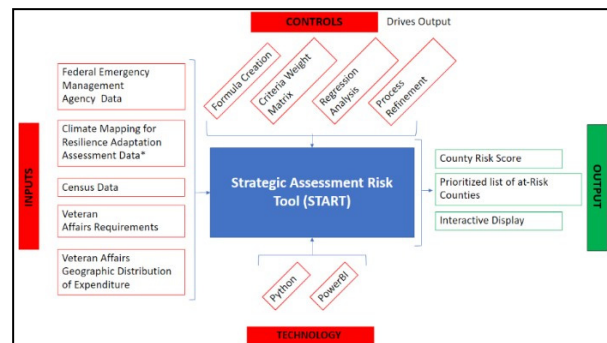 CONTROLS
Drives Output
Formula Creation
Criteria Weight
Matrix
Regression
Analysis
Process
Refinement
INPUTS
Federal Emergency
Management
Agency Data
Climate Mapping for
Resilience Adaptation
Assessment Data*
Census Data
Veteran
Affairs Requirements
Veteran Affairs
Geographic Distribution
of Expenditure
Strategic Assessment Risk
Tool (START)
County Risk Score
Prioritized list of at-Risk
Counties
Interactive Display
OUTPUT
Python
PowerBI
TECHNOLOGY